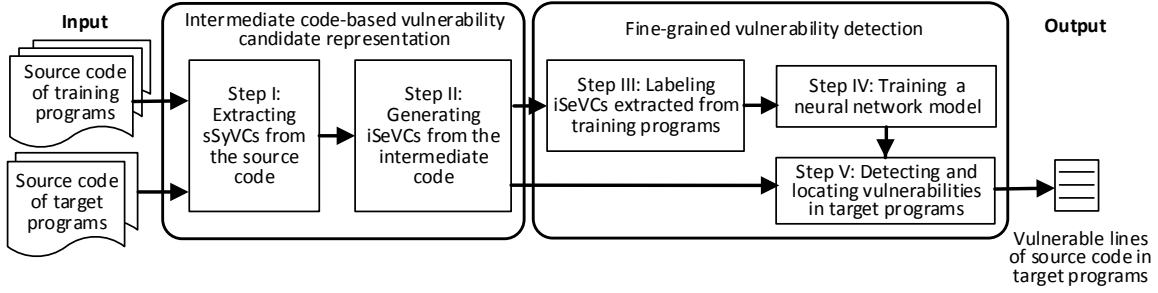 Input
Source code
of training
programs
Source code
of target
programs
Intermediate code-based vulnerability
candidate representation
Step I:
Extracting
sSyVCs from
the source
code
Step II:
Generating
iSeVCs from the
intermediate
code
Fine-grained vulnerability detection
Step III: Labeling
iSeVCs extracted from
training programs
Step IV: Training a
neural network model
Step V: Detecting and
locating vulnerabilities
in target programs
Output
Vulnerable lines
of source code in
target programs